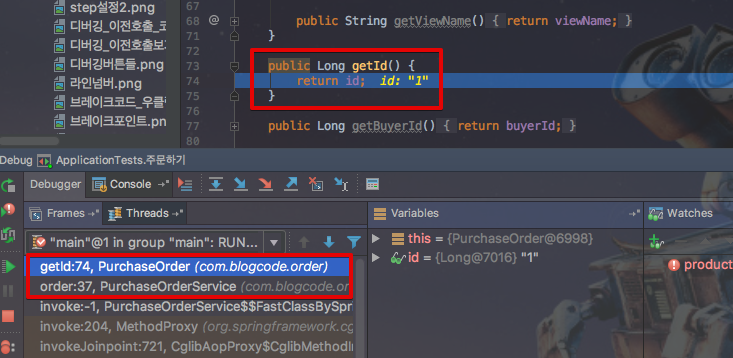 step설정2.png
디버깅_이전호출_코
디버깅_이전호출보기
디버깅버튼들.png
라인넘버.png
브레이크코드_우클릭
브레이크포인트.png
67
68 @ public String getViewName() { return viewName; }
71 }
72
73 public Long getId() {
74 return id; id: "1"
75 }
76
77 public Long getBuyerId() { return buyerId; }
80
Debug ApplicationTests.주문하기
Debugger Console
Frames Threads Variables Watches
"main"@1 in group "main": RUN...
this = {PurchaseOrder@6998}
id = {Long@7016} "1"
product
getId:74, PurchaseOrder (com.blogcode.order)
order:37, PurchaseOrderService (com.blogcode.or
invoke:-1, PurchaseOrderService$$FastClassBySpr
invoke:204, MethodProxy (org.springframework.cg
invokeJoinpoint:721, CglibAopProxy$CglibMethodI